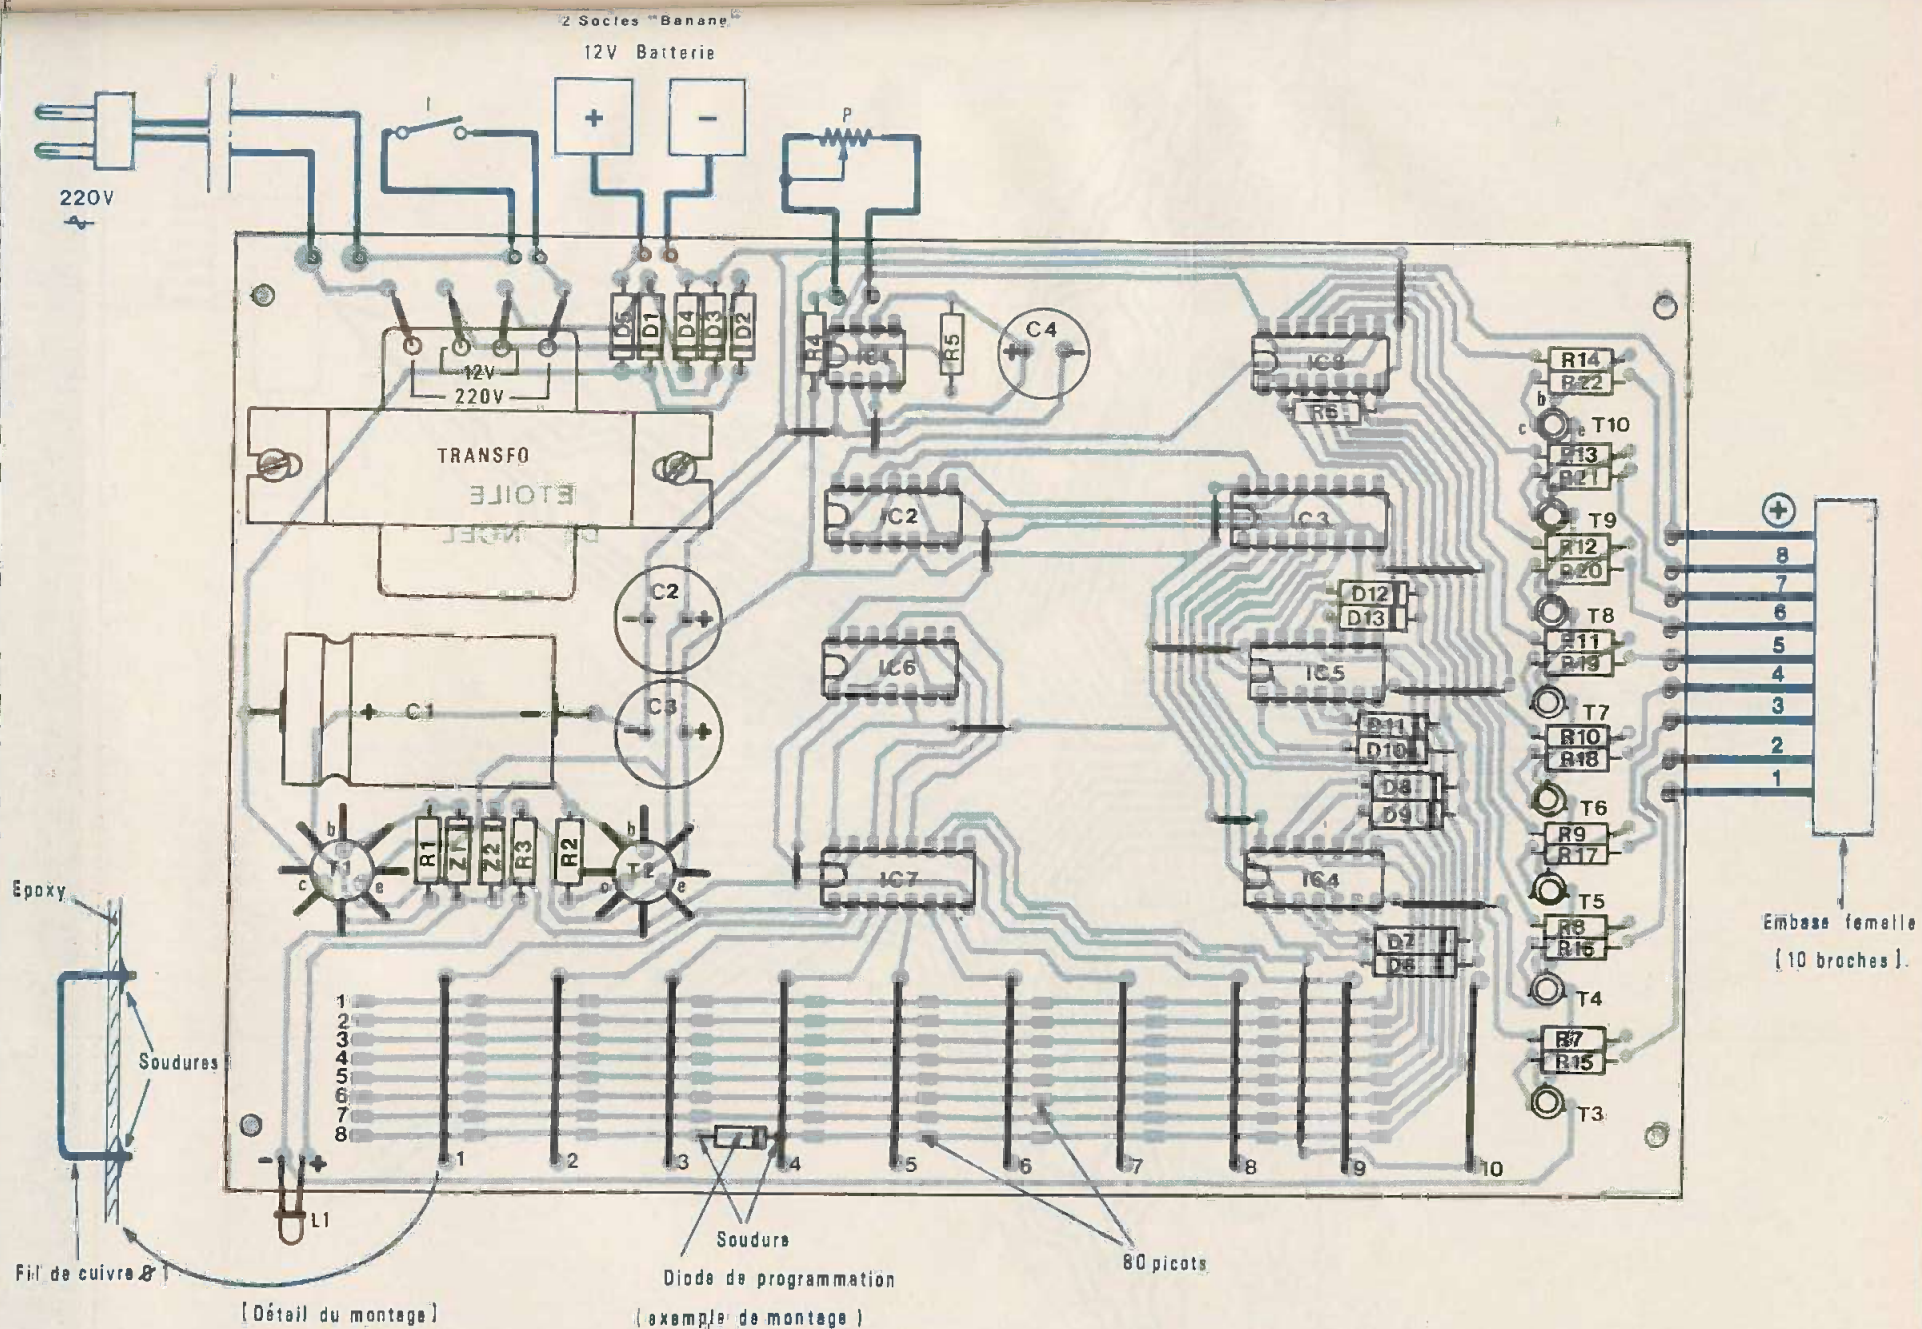 2 Socles "Banane"
12V Batterie
I
+
-
P
220V
D5
D1
D4
D3
D2
R4
R5
C4
+
-
IC8
R6
12V
220V
TRANSFO
ETOILE
DE NOEL
IC2
IC3
D12
D13
C2
-
+
IC6
IC5
+
C1
-
C3
-
+
D11
D10
D8
D9
b
T1
c
e
R1
Z1
Z2
R3
R2
b
T2
c
e
IC7
IC4
D7
D6
R14
R22
b
c
e
T10
R13
R21
T9
R12
R20
T8
R11
R19
T7
R10
R18
T6
R9
R17
T5
R8
R16
T4
R7
R15
T3
+
8
7
6
5
4
3
2
1
Embase femelle
[10 broches].
Epoxy
Soudures
Fil de cuivre Ø 1
[Détail du montage]
1
2
3
4
5
6
7
8
1
2
3
4
5
6
7
8
9
10
-
+
L1
Soudure
Diode de programmation
(exemple de montage)
80 picots